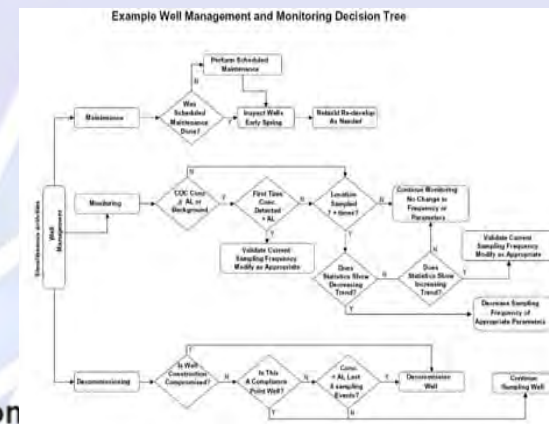 Example Well Management and Monitoring Decision Tree
Perform Scheduled
Maintenance
N
Maintenance
Was
Scheduled
Maintenance
Done?
Y
Inspect Wells
Early Spring
Rebuild Re-develop
As Needed
Simultaneous activities
Well
Management
N
Monitoring
COC Conc.
AL or
Background
Y
First Time
Conc.
Detected
AL
N
Location
Sampled
times?
N
Continue Monitoring
No Change in
Frequency or
Parameters
Y
Validate Current
Sampling Frequency
Modify as Appropriate
Y
Does
Statistics Show
Decreasing
Trend?
N
Does
Statistics Show
Increasing
Trend?
N
Y
Validate Current
Sampling Frequency
Modify as Appropriate
Y
Decrease Sampling
Frequency of
Appropriate Parameters
Y
Decommissioning
Is Well
Construction
Compromised?
N
Is This
A Compliance
Point Well?
N
Conc.
AL Last
sampling
Events?
Y
Decommission
Well
Continue
Sampling Well
Y
N
on